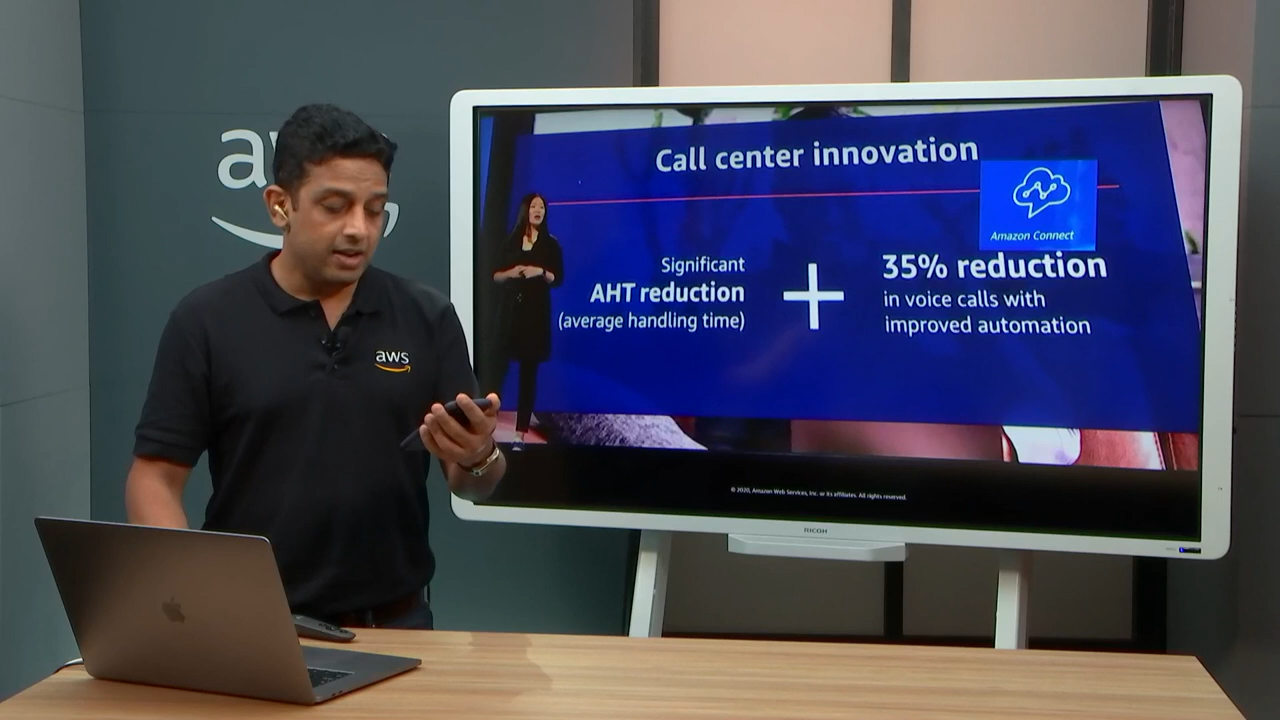 aws
Call center innovation
Amazon Connect
Significant
AHT reduction
(average handling time)
+
35% reduction
in voice calls with
improved automation
aws
© 2020, Amazon Web Services, Inc. or its affiliates. All rights reserved.
RICOH